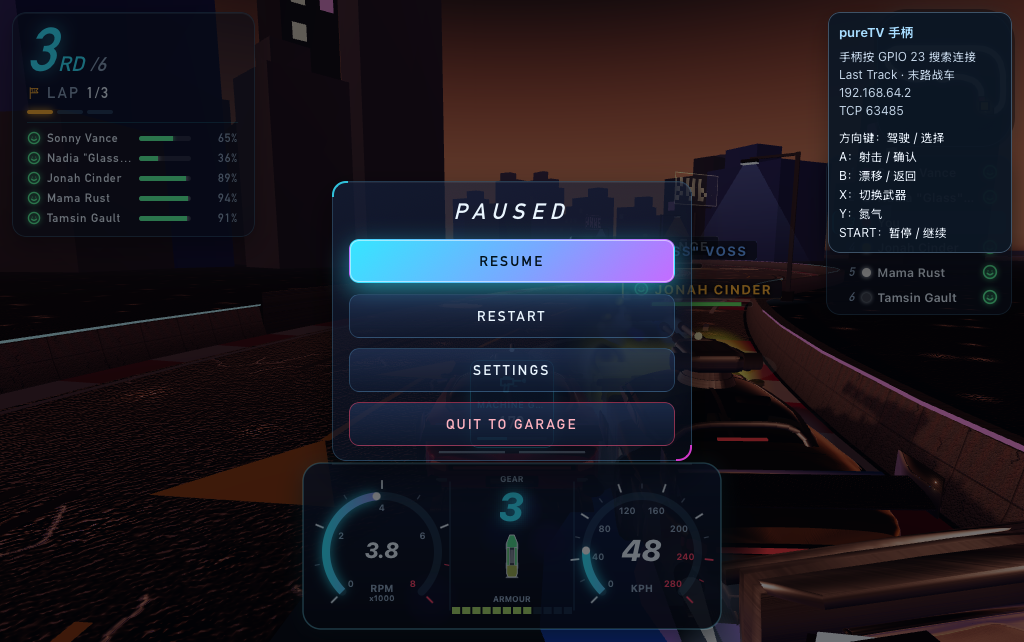 3RD /6
LAP 1/3
Sonny Vance 65%
Nadia "Glass... 36%
Jonah Cinder 89%
Mama Rust 94%
Tamsin Gault 91%
pureTV 手柄
手柄按 GPIO 23 搜索连接
Last Track · 末路战车
192.168.64.2
TCP 63485
方向键：驾驶 / 选择
A：射击 / 确认
B：漂移 / 返回
X：切换武器
Y：氮气
START：暂停 / 继续
5 Mama Rust
6 Tamsin Gault
VOSS
JONAH CINDER
PAUSED
RESUME
RESTART
SETTINGS
QUIT TO GARAGE
0 2 4 6 8
3.8
RPM
x1000
GEAR
3
ARMOUR
0 40 80 120 160 200 240 280
48
KPH